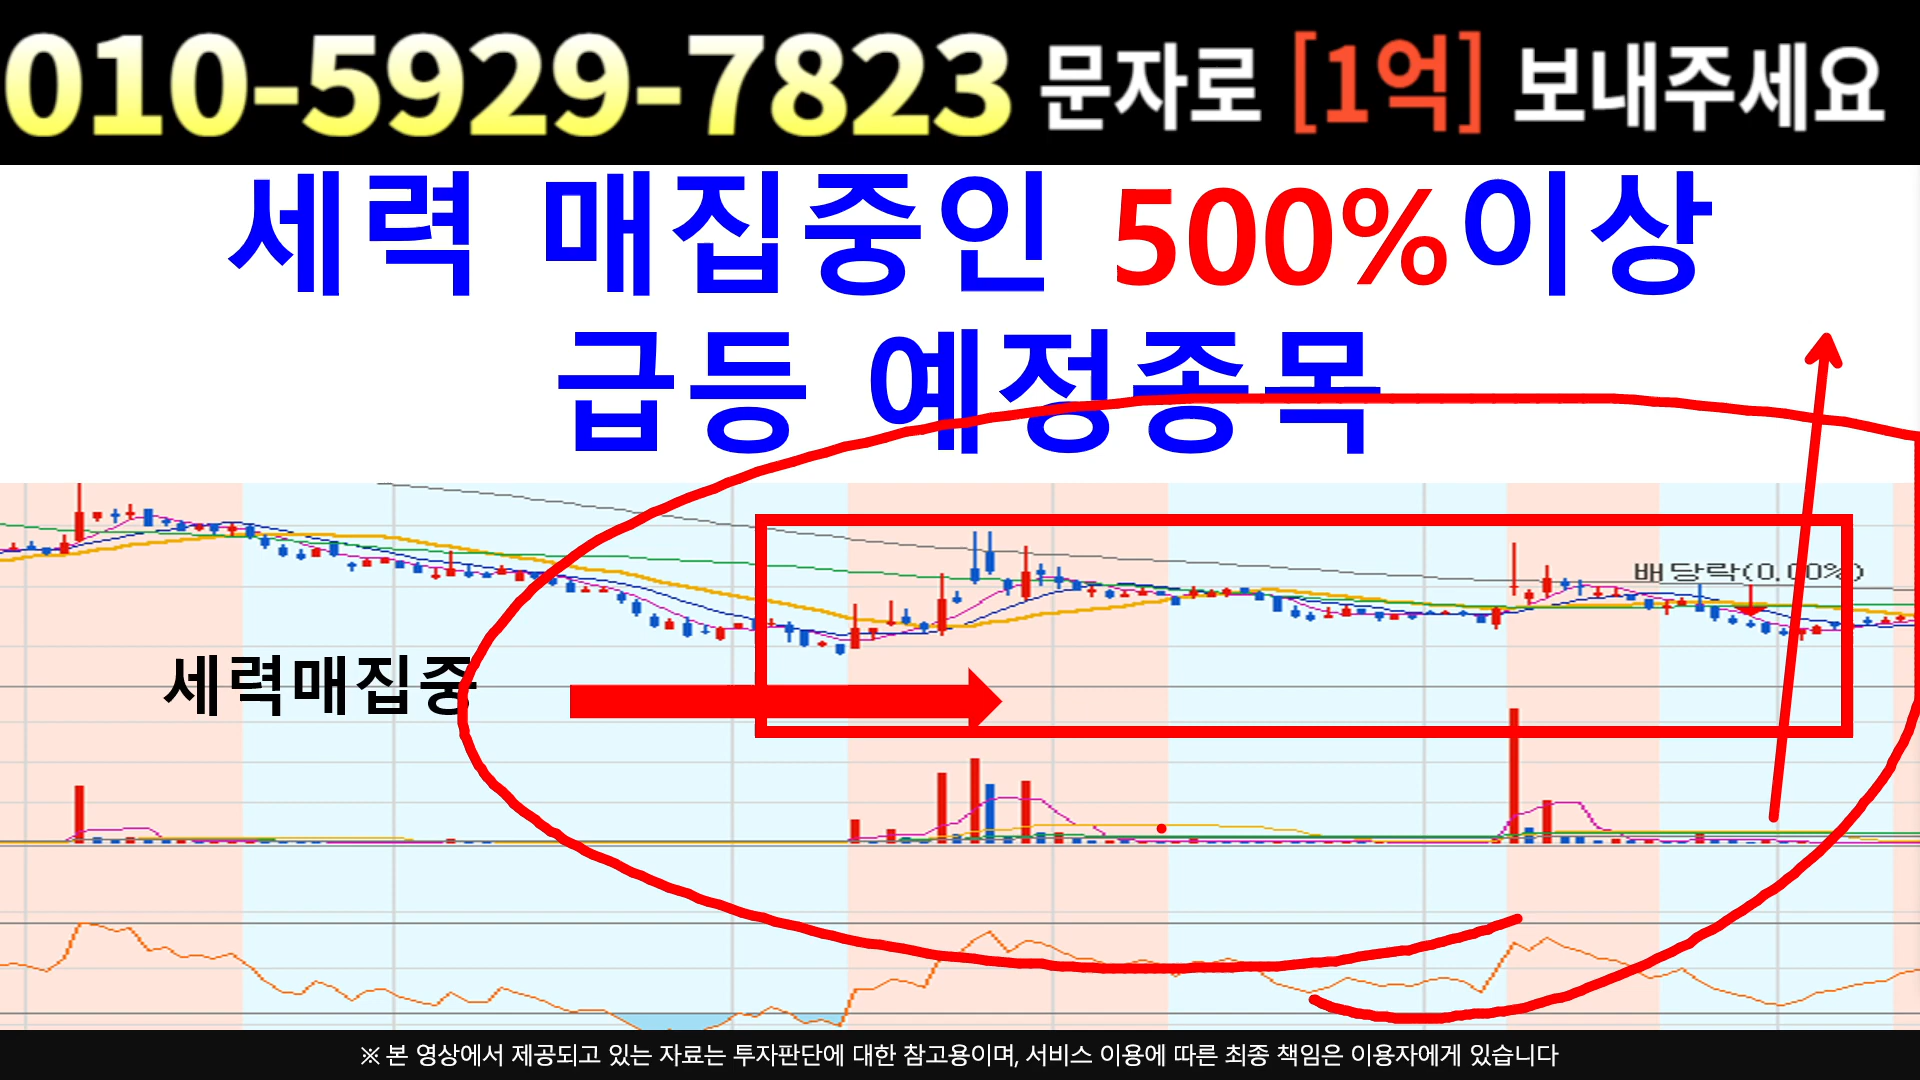 010-5929-7823 문자로 [1억] 보내주세요
세력 매집중인 500%이상
급등 예정종목
배당락(0.00%)
세력매집중
※ 본 영상에서 제공되고 있는 자료는 투자판단에 대한 참고용이며, 서비스 이용에 따른 최종 책임은 이용자에게 있습니다